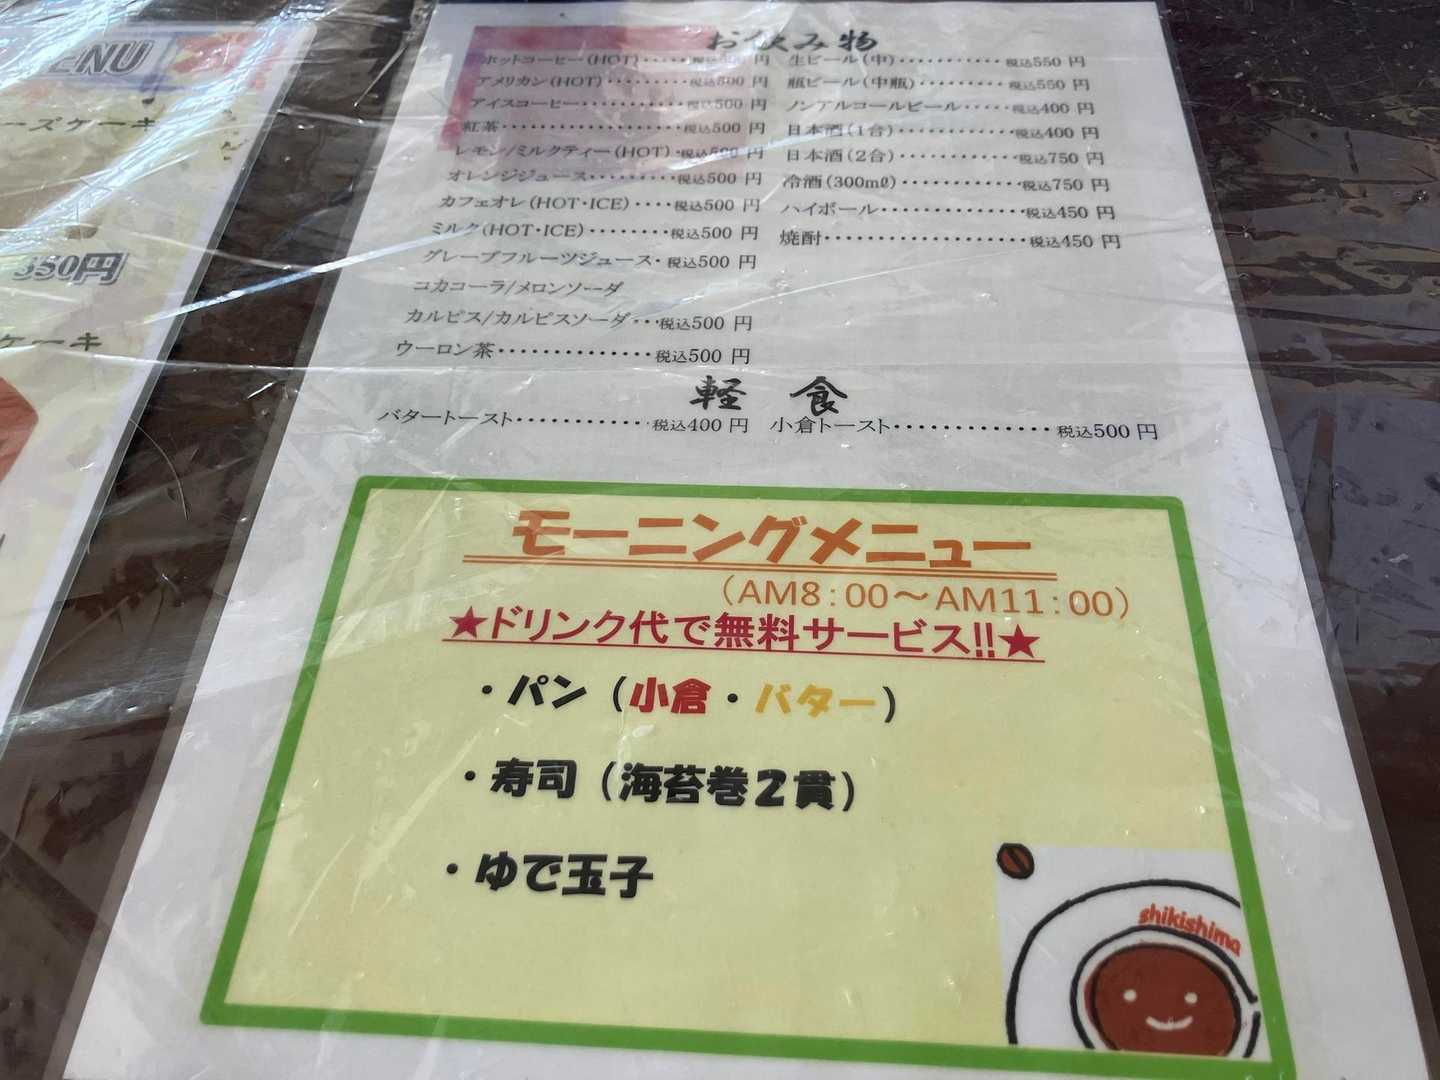 ENU
ーズケーキ
350円
ケーキ
お飲み物
ホットコーヒー(HOT)・・・・・税込500 円
アメリカン(HOT)・・・・・・・・・税込500 円
アイスコーヒー・・・・・・・・・・・税込500 円
紅茶・・・・・・・・・・・・・・・・・・税込500 円
レモン/ミルクティー(HOT)・税込500 円
オレンジジュース・・・・・・・・・税込500 円
カフェオレ(HOT・ICE)・・・・税込500 円
ミルク(HOT・ICE)・・・・・・・・税込500 円
グレープフルーツジュース・税込500 円
コカコーラ/メロンソーダ
カルピス/カルピスソーダ・・・税込500 円
ウーロン茶・・・・・・・・・・・・・・税込500 円
生ビール(中)・・・・・・・・・・・税込550 円
瓶ビール(中瓶)・・・・・・・・・税込550 円
ノンアルコールビール・・・・・税込400 円
日本酒(1合)・・・・・・・・・・・税込400 円
日本酒(2合)・・・・・・・・・・・税込750 円
冷酒(300mℓ)・・・・・・・・・・・税込750 円
ハイボール・・・・・・・・・・・・・税込450 円
焼酎・・・・・・・・・・・・・・・・・・税込450 円
軽 食
バタートースト・・・・・・・・・・・税込400 円
小倉トースト・・・・・・・・・・・・・税込500 円
モーニングメニュー
(AM8:00～AM11:00)
★ドリンク代で無料サービス!!★
・パン(小倉・バター)
・寿司(海苔巻2貫)
・ゆで玉子
shikishima